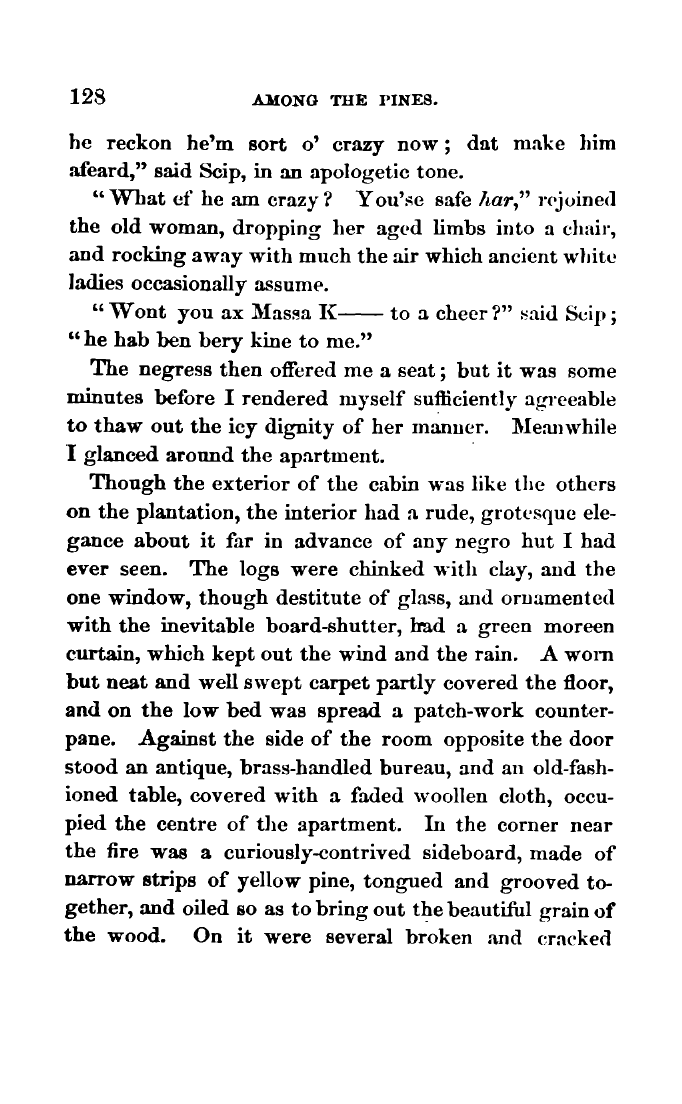 128 AMONG THE PINES.
he reckon he'm sort o' crazy now; dat make him
afeard," said Scip, in an apologetic tone.
"What ef he am crazy? You'se safe har," rejoined
the old woman, dropping her aged limbs into a chair,
and rocking away with much the air which ancient white
ladies occasionally assume.
"Wont you ax Massa K—— to a cheer?" said Scip;
"he hab ben bery kine to me."
The negress then offered me a seat; but it was some
minutes before I rendered myself sufficiently agreeable
to thaw out the icy dignity of her manner. Meanwhile
I glanced around the apartment.
Though the exterior of the cabin was like the others
on the plantation, the interior had a rude, grotesque ele-
gance about it far in advance of any negro hut I had
ever seen. The logs were chinked with clay, and the
one window, though destitute of glass, and ornamented
with the inevitable board-shutter, had a green moreen
curtain, which kept out the wind and the rain. A worn
but neat and well swept carpet partly covered the floor,
and on the low bed was spread a patch-work counter-
pane. Against the side of the room opposite the door
stood an antique, brass-handled bureau, and an old-fash-
ioned table, covered with a faded woollen cloth, occu-
pied the centre of the apartment. In the corner near
the fire was a curiously-contrived sideboard, made of
narrow strips of yellow pine, tongued and grooved to-
gether, and oiled so as to bring out the beautiful grain of
the wood. On it were several broken and cracked